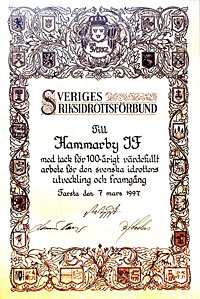 SVERIGE
SVERIGES
RIKSIDROTTSFÖRBUND
Till
Hammarby IF
med tack för 100-årigt värdefullt
arbete för den svenska idrottens
utveckling och framgång
Farsta den 7 mars 1997